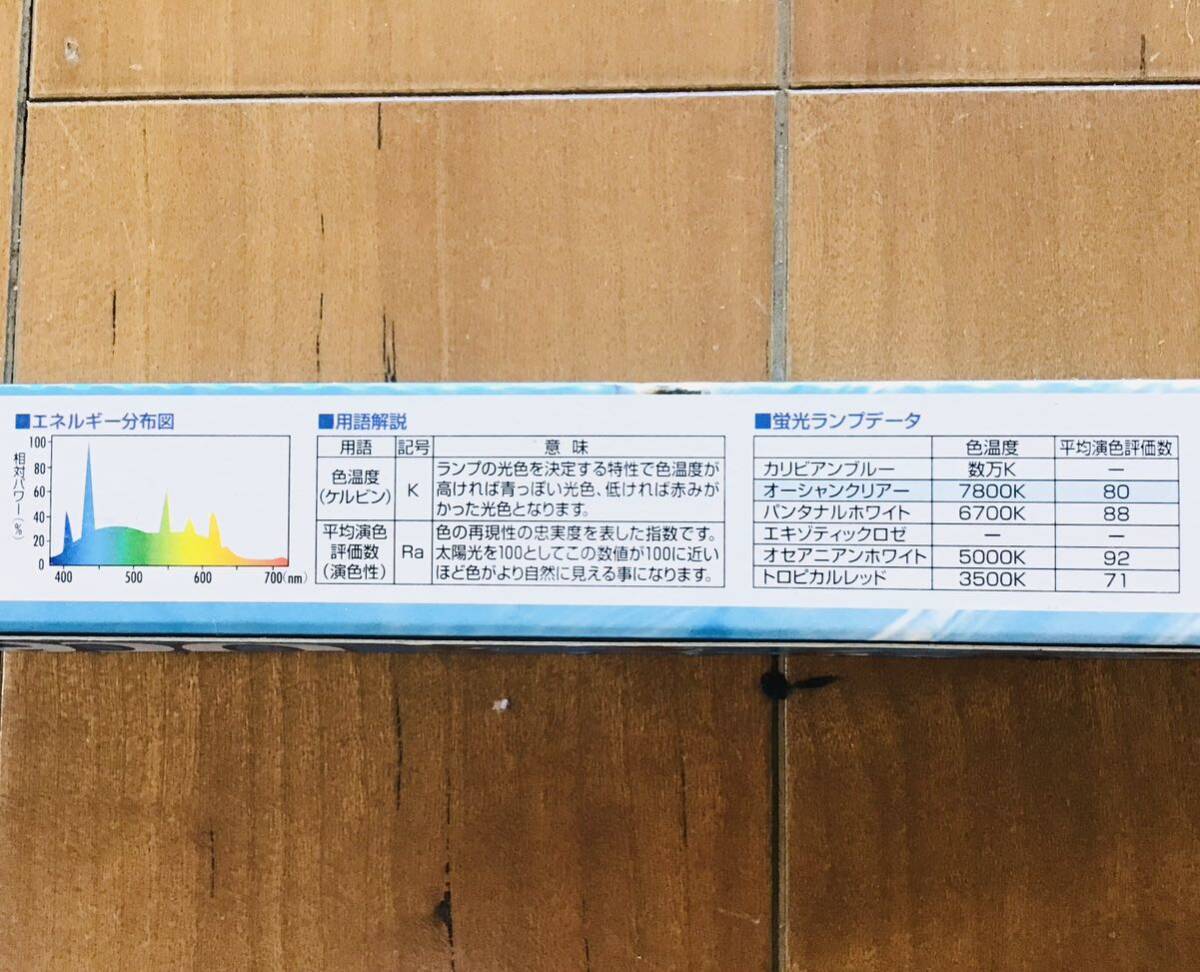 ■エネルギー分布図
相対パワー(%)
100
80
60
40
20
0
400 500 600 700(nm)
■用語解説
用語 記号 意味
色温度(ケルビン) K ランプの光色を決定する特性で色温度が
高ければ青っぽい光色、低ければ赤みが
かった光色となります。
平均演色評価数(演色性) Ra 色の再現性の忠実度を表した指数です。
太陽光を100としてこの数値が100に近い
ほど色がより自然に見える事になります。
■蛍光ランプデータ
色温度 平均演色評価数
カリビアンブルー 数万K ー
オーシャンクリアー 7800K 80
パンタナルホワイト 6700K 88
エキゾティックロゼ ー ー
オセアニアンホワイト 5000K 92
トロピカルレッド 3500K 71